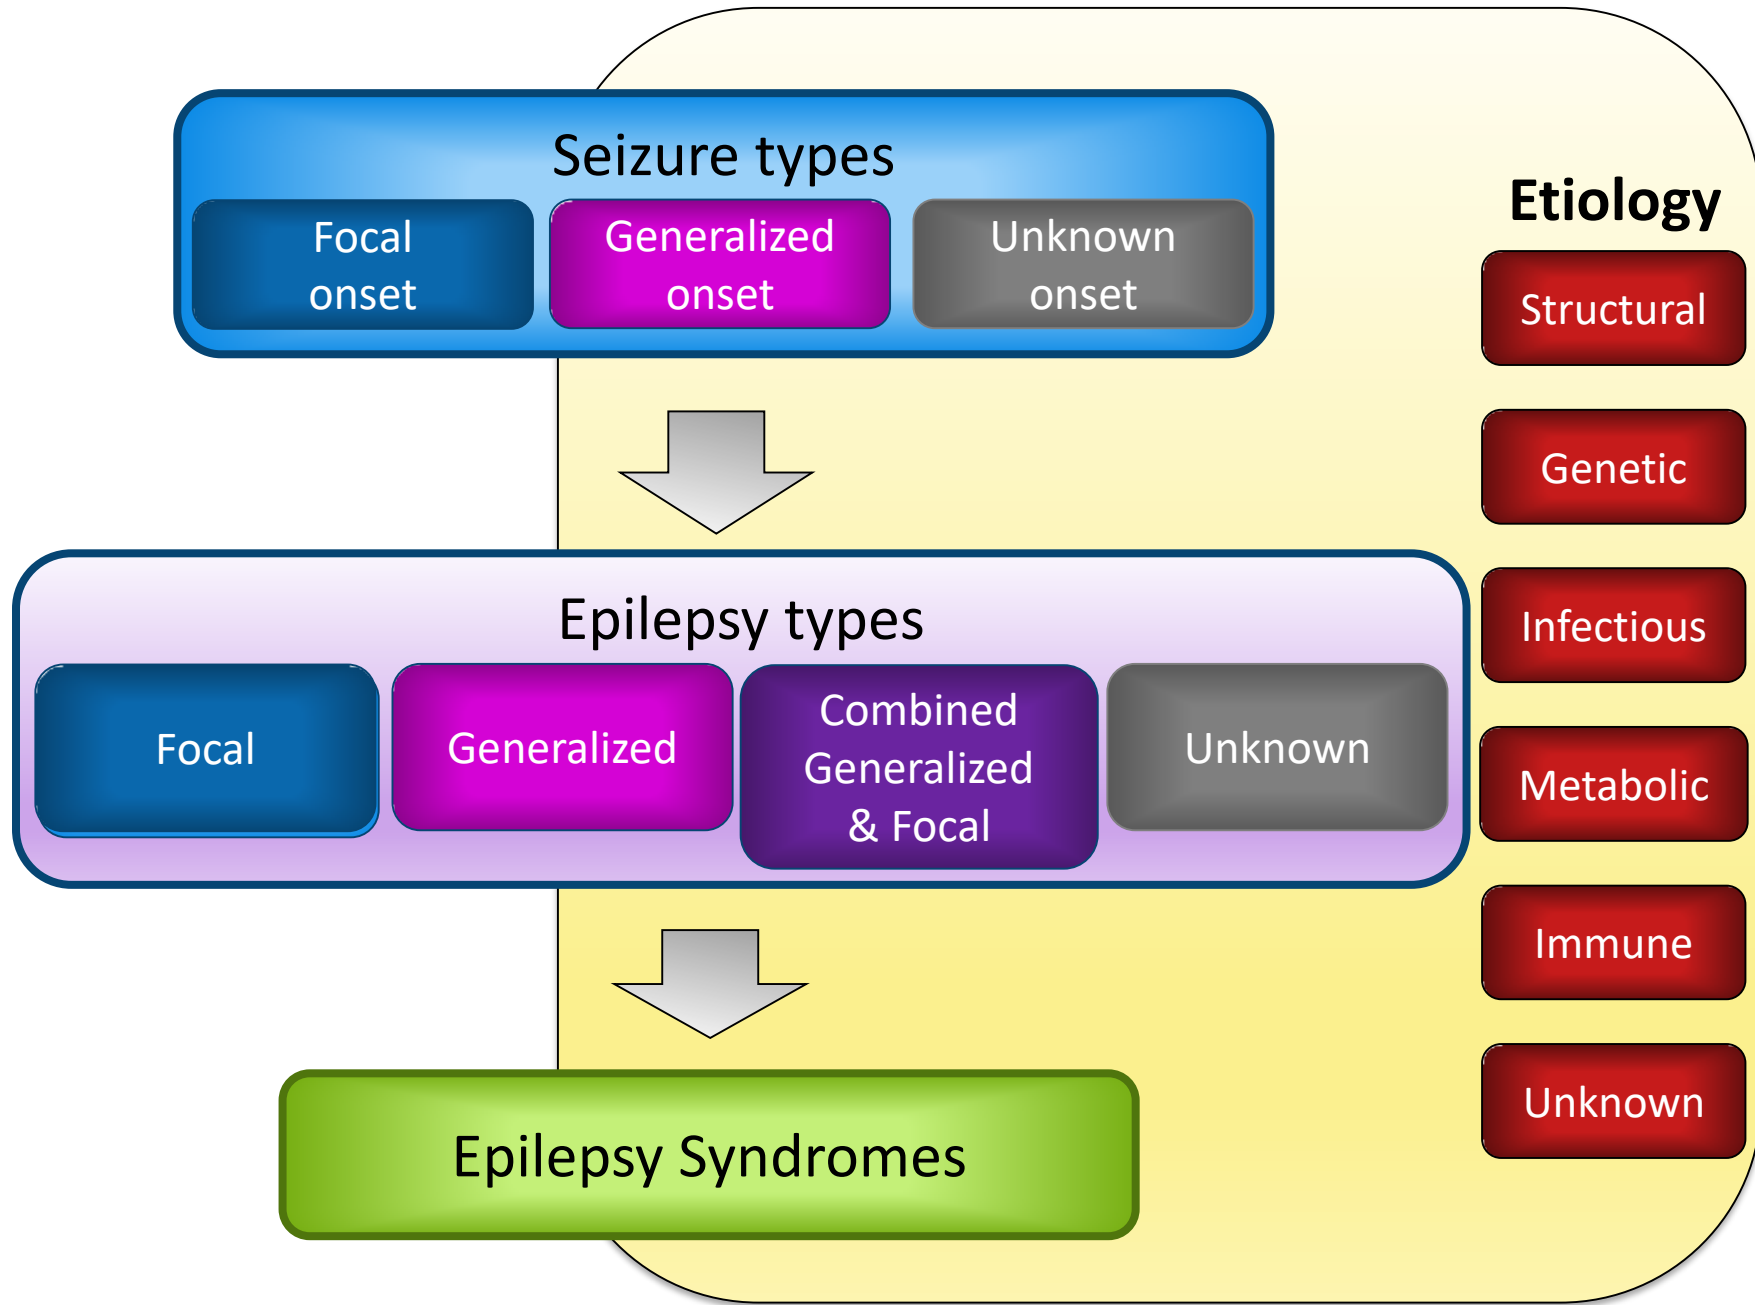 Seizure types
Focal
onset
Generalized
onset
Unknown
onset
Epilepsy types
Focal
Generalized
Combined
Generalized
& Focal
Unknown
Epilepsy Syndromes
Etiology
Structural
Genetic
Infectious
Metabolic
Immune
Unknown